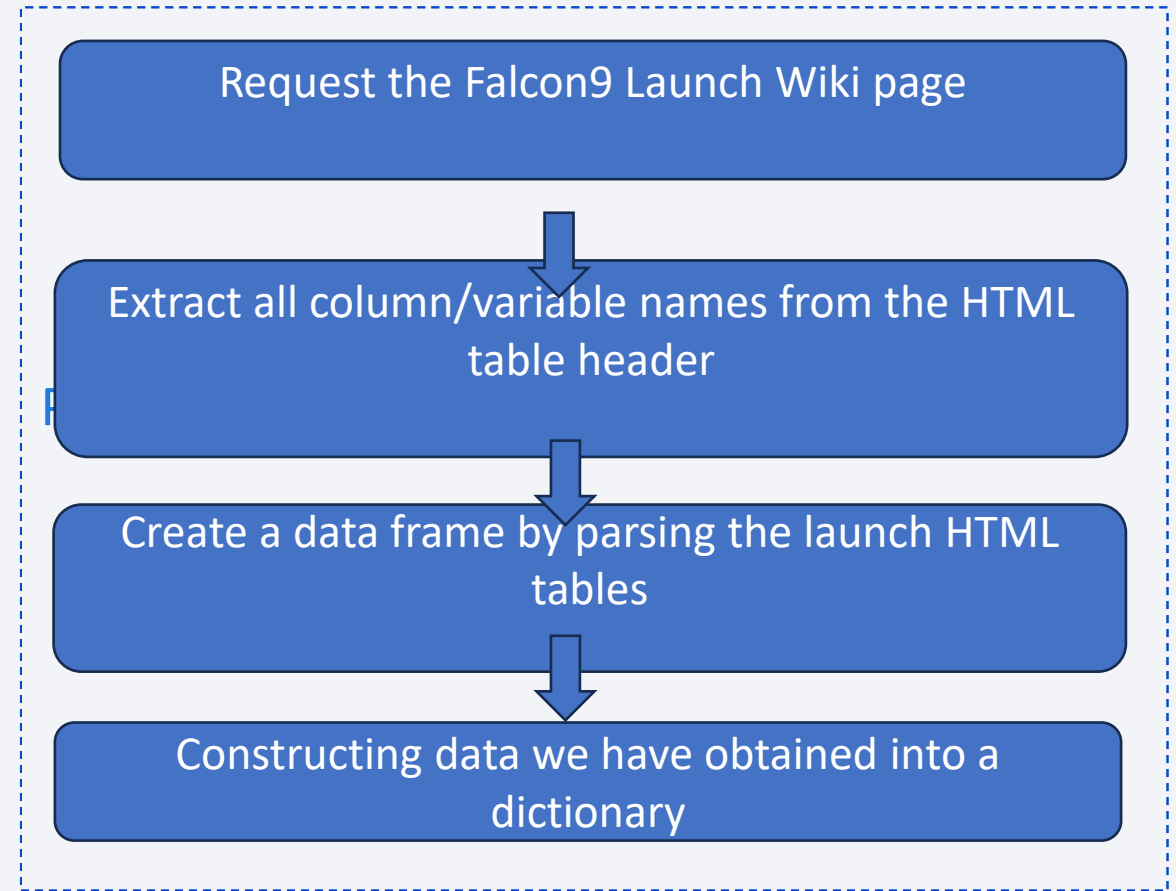 Request the Falcon9 Launch Wiki page
Extract all column/variable names from the HTML
table header
Create a data frame by parsing the launch HTML
tables
Constructing data we have obtained into a
dictionary